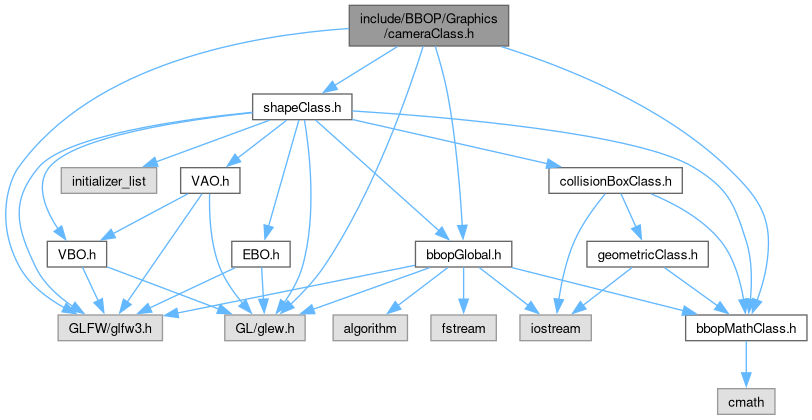 include/BBOP/Graphics
/cameraClass.h
shapeClass.h
initializer_list
VAO.h
collisionBoxClass.h
VBO.h
EBO.h
bbopGlobal.h
geometricClass.h
GLFW/glfw3.h
GL/glew.h
algorithm
fstream
iostream
bbopMathClass.h
cmath